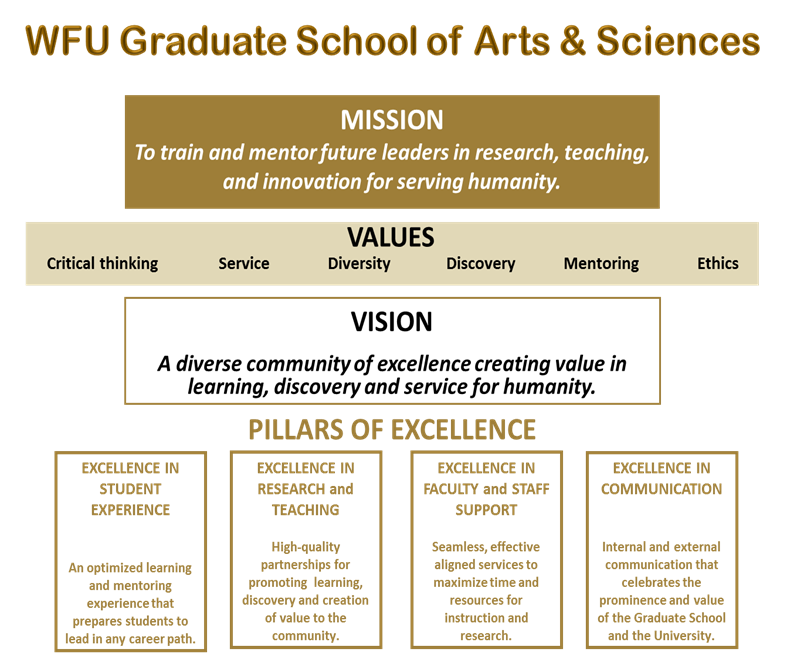 WFU Graduate School of Arts & Sciences
MISSION
To train and mentor future leaders in research, teaching,
and innovation for serving humanity.
VALUES
Critical thinking Service Diversity Discovery Mentoring Ethics
VISION
A diverse community of excellence creating value in
learning, discovery and service for humanity.
PILLARS OF EXCELLENCE
EXCELLENCE IN
STUDENT
EXPERIENCE
An optimized learning
and mentoring
experience that
prepares students to
lead in any career path.
EXCELLENCE IN
RESEARCH and
TEACHING
High-quality
partnerships for
promoting learning,
discovery and creation
of value to the
community.
EXCELLENCE IN
FACULTY and STAFF
SUPPORT
Seamless, effective
aligned services to
maximize time and
resources for
instruction and
research.
EXCELLENCE IN
COMMUNICATION
Internal and external
communication that
celebrates the
prominence and value
of the Graduate School
and the University.